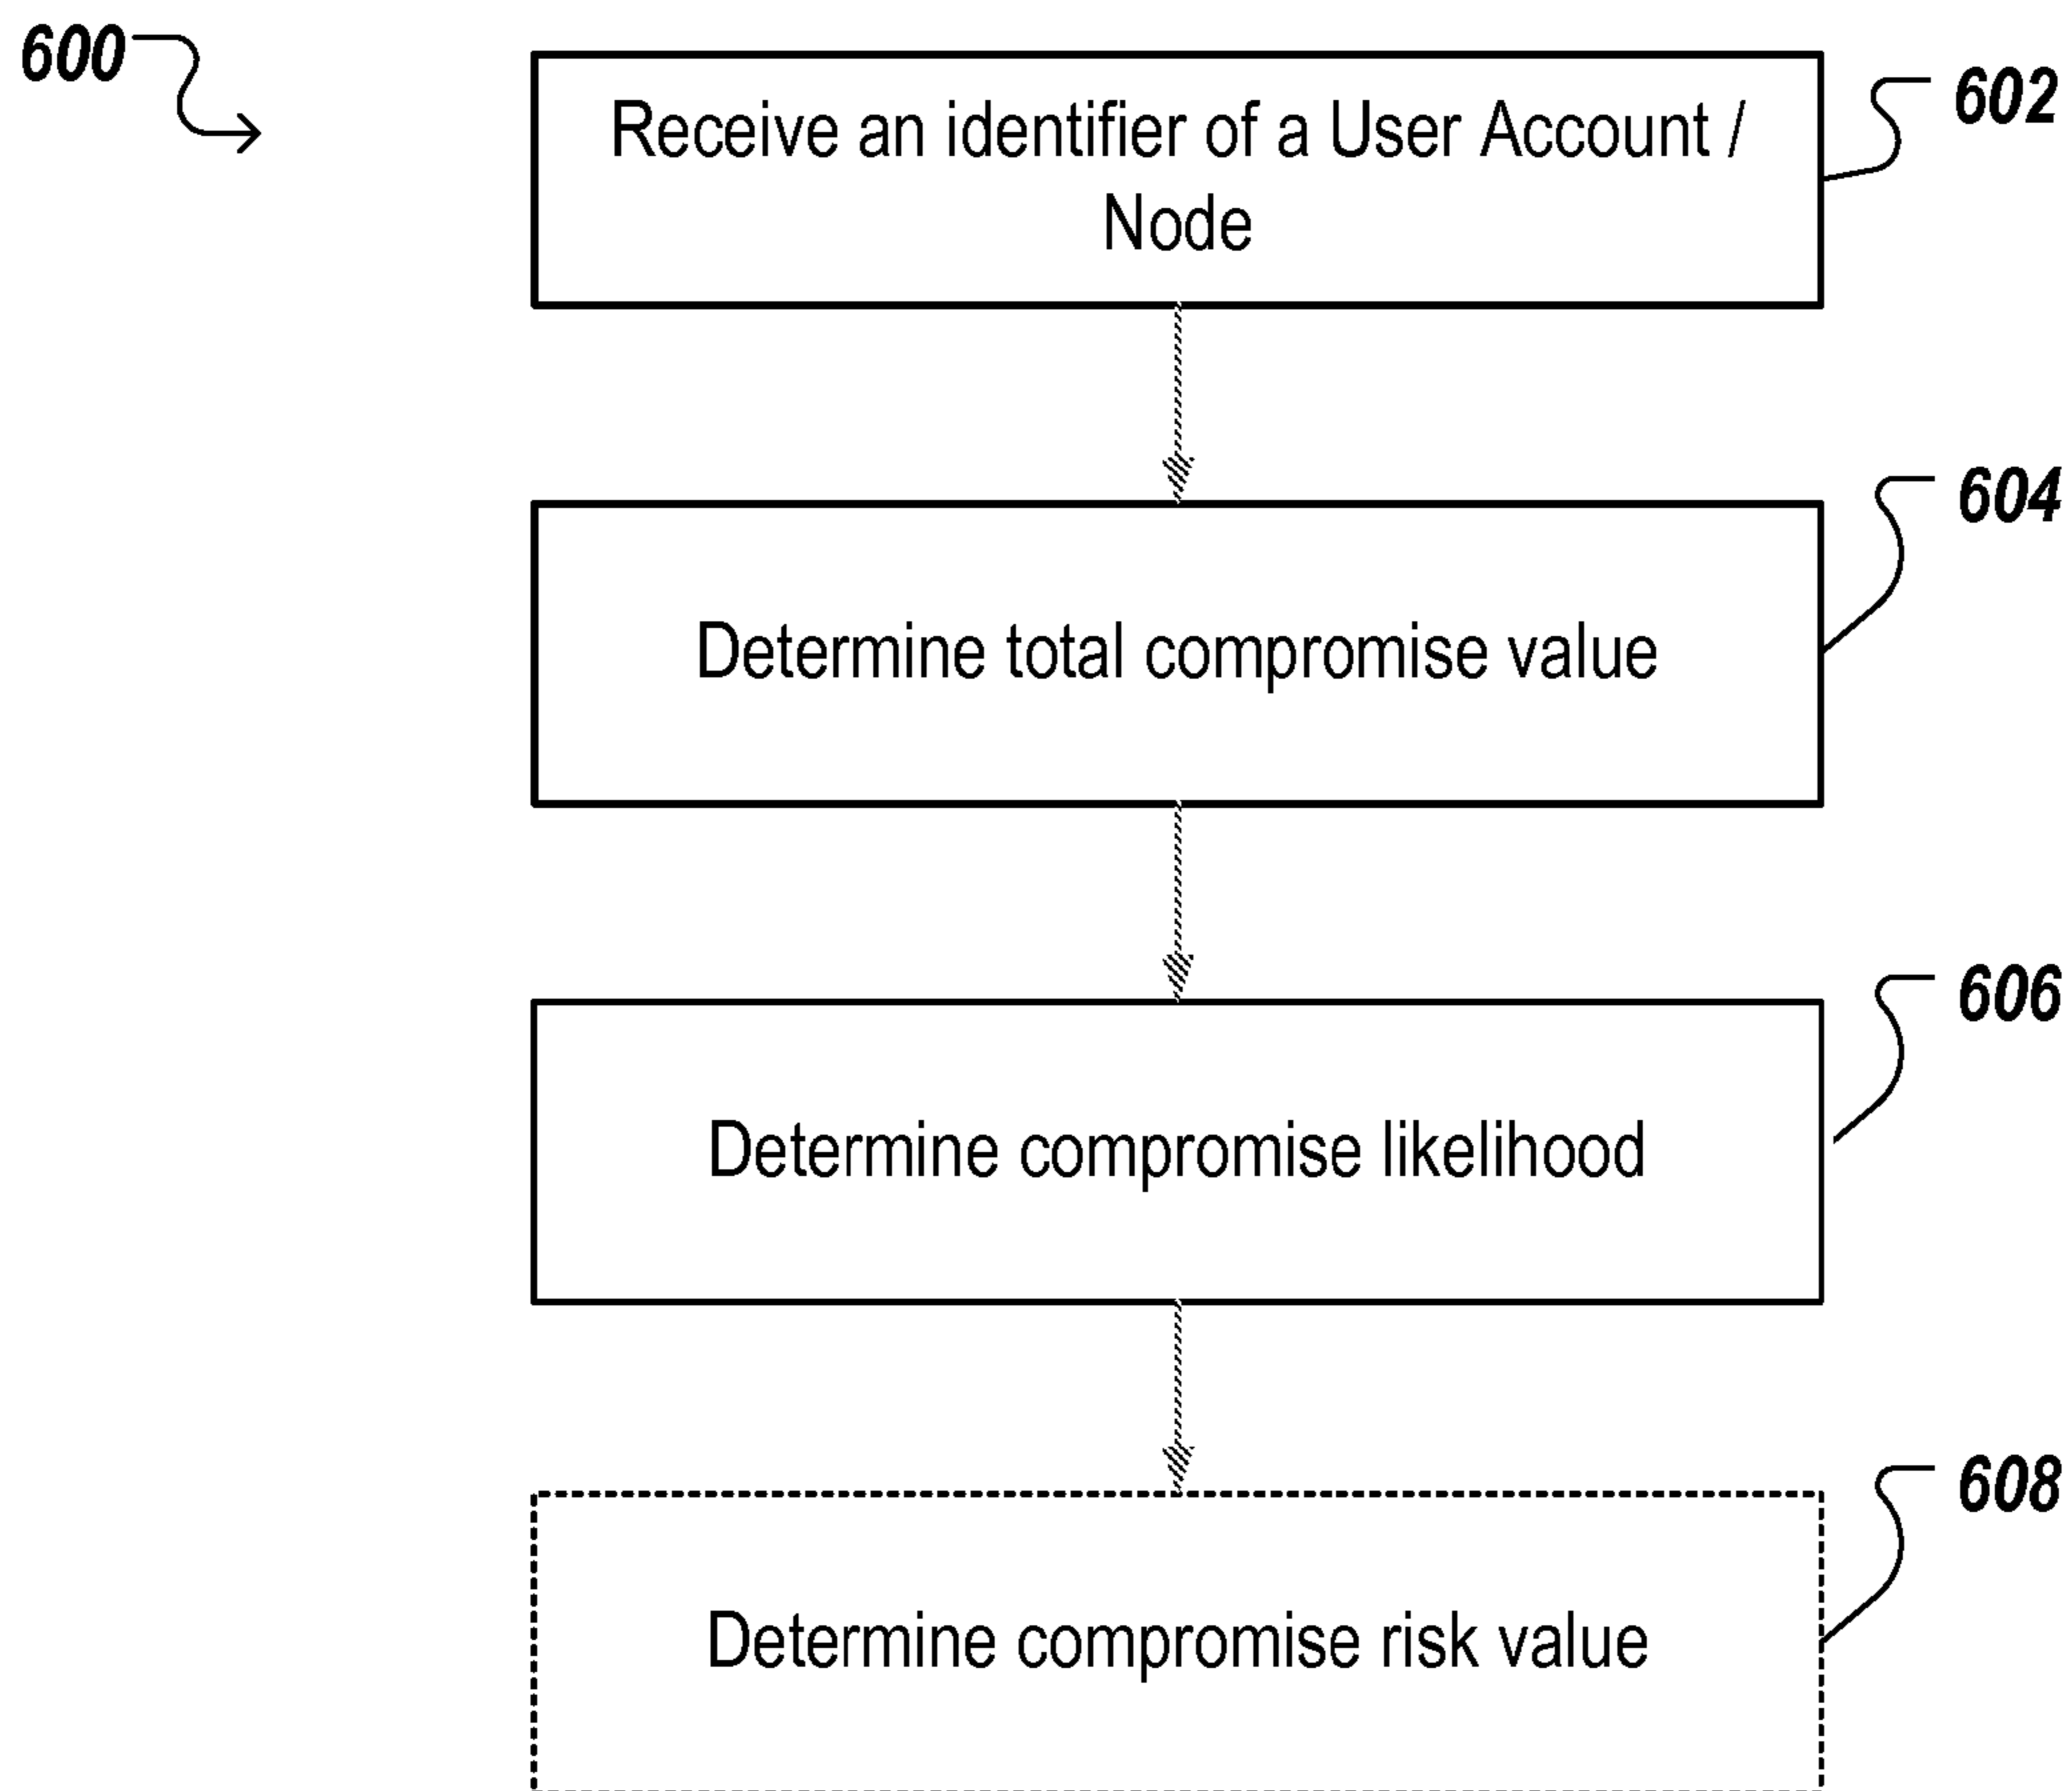 600
Receive an identifier of a User Account /
Node
602
Determine total compromise value
604
Determine compromise likelihood
606
Determine compromise risk value
608